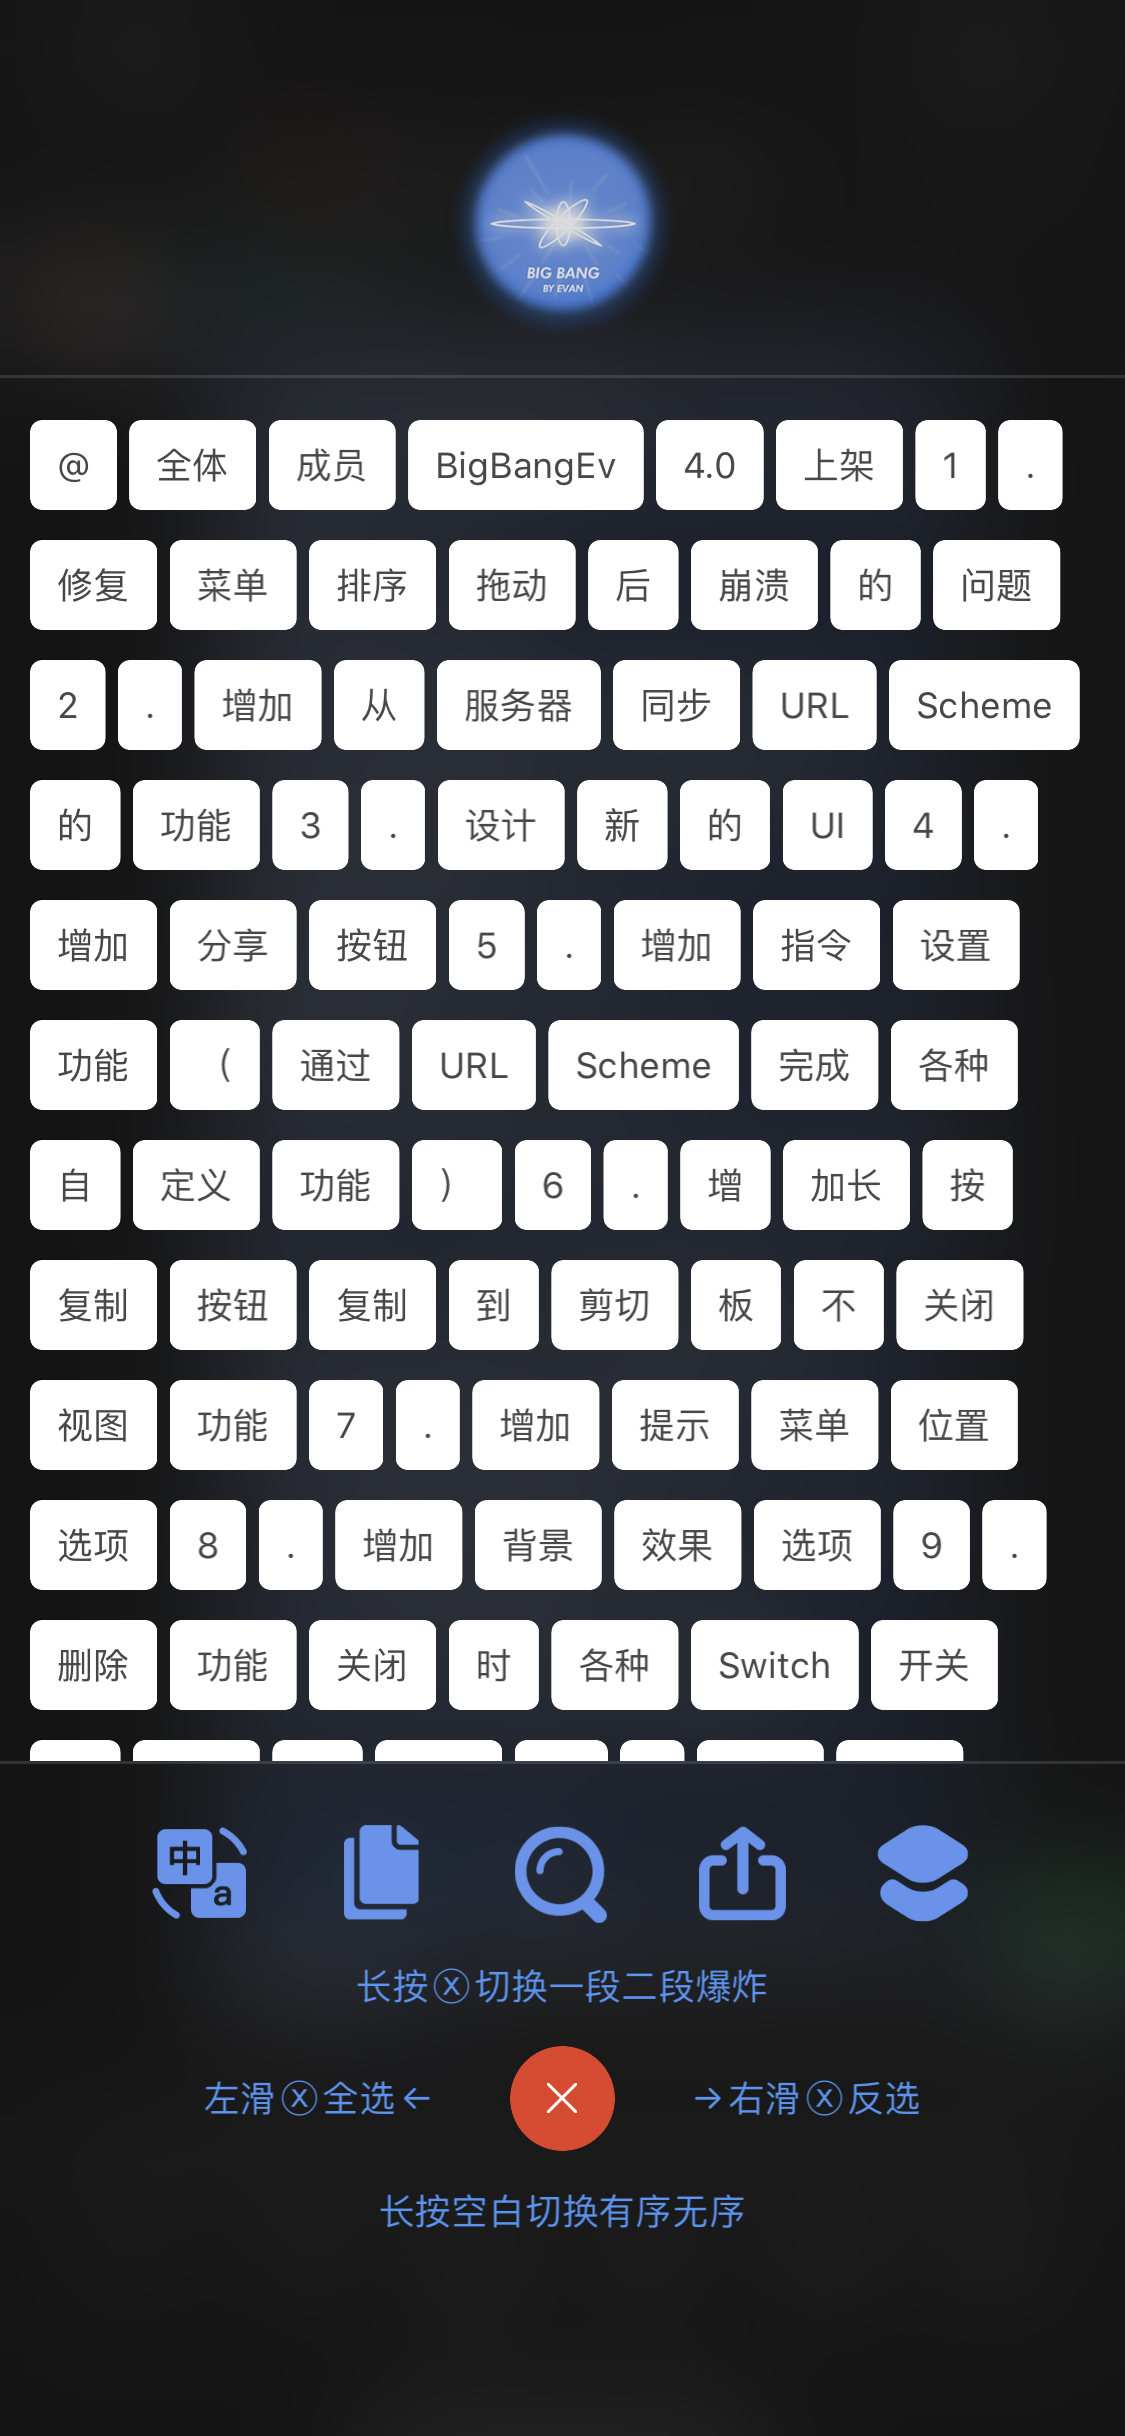 BIG BANG
BY EVAN
@ 全体 成员 BigBangEv 4.0 上架 1 .
修复 菜单 排序 拖动 后 崩溃 的 问题
2 . 增加 从 服务器 同步 URL Scheme
的 功能 3 . 设计 新 的 UI 4 .
增加 分享 按钮 5 . 增加 指令 设置
功能 （ 通过 URL Scheme 完成 各种
自 定义 功能 ） 6 . 增 加长 按
复制 按钮 复制 到 剪切 板 不 关闭
视图 功能 7 . 增加 提示 菜单 位置
选项 8 . 增加 背景 效果 选项 9 .
删除 功能 关闭 时 各种 Switch 开关
中 a
长按ⓧ切换一段二段爆炸
左滑ⓧ全选← →右滑ⓧ反选
长按空白切换有序无序